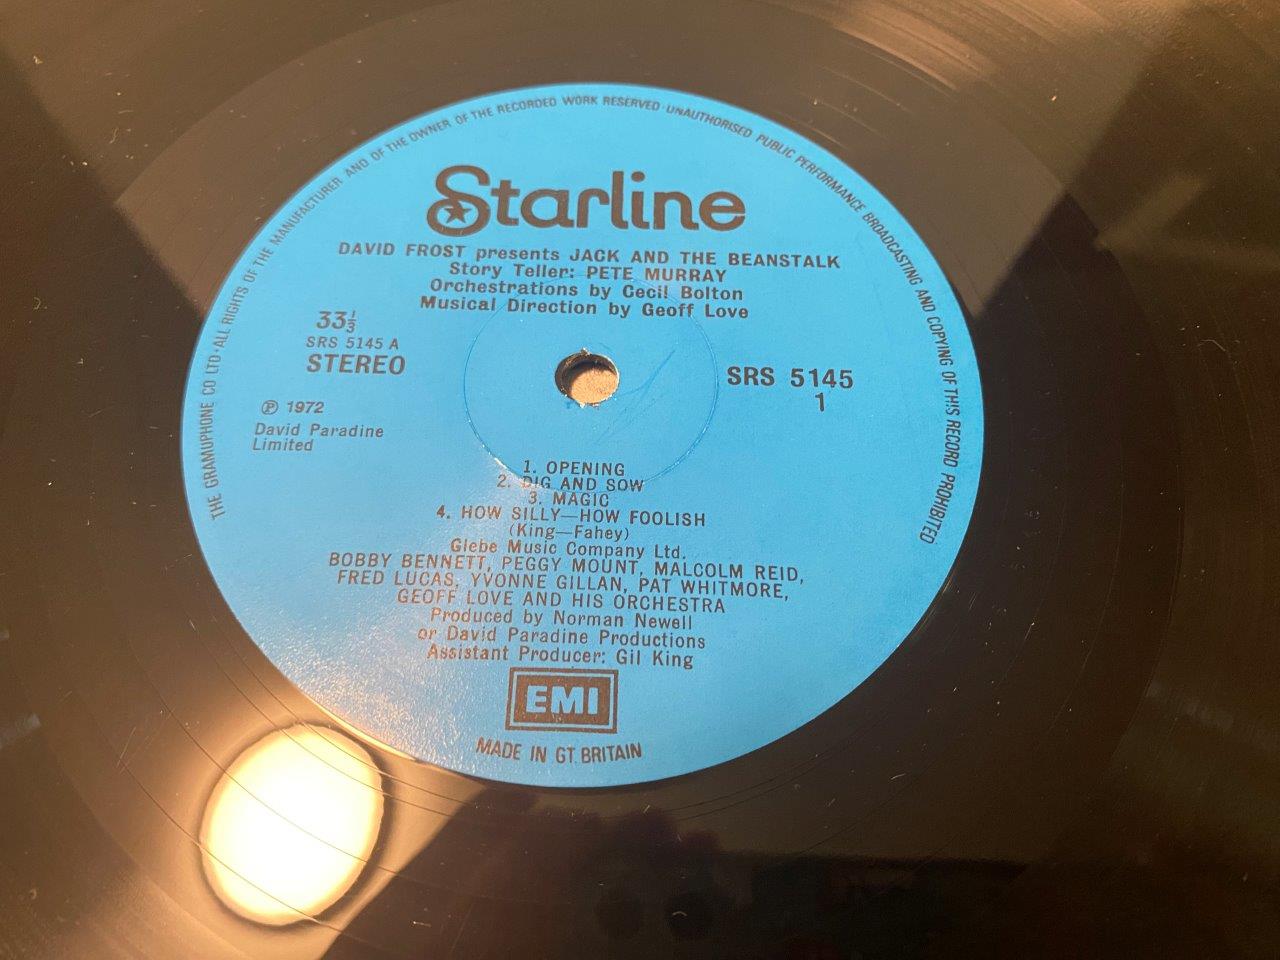 THE GRAMOPHONE CO LTD · ALL RIGHTS OF THE MANUFACTURER AND OF THE OWNER OF THE RECORDED WORK RESERVED · UNAUTHORISED PUBLIC PERFORMANCE BROADCASTING AND COPYING OF THIS RECORD PROHIBITED
Starline
DAVID FROST presents JACK AND THE BEANSTALK
Story Teller: PETE MURRAY
Orchestrations by Cecil Bolton
Musical Direction by Geoff Love
33⅓
SRS 5145 A
STEREO
SRS 5145
1
Ⓟ 1972
David Paradine
Limited
1. OPENING
2. DIG AND SOW
3. MAGIC
4. HOW SILLY—HOW FOOLISH
(King—Fahey)
Glebe Music Company Ltd.
BOBBY BENNETT, PEGGY MOUNT, MALCOLM REID,
FRED LUCAS, YVONNE GILLAN, PAT WHITMORE,
GEOFF LOVE AND HIS ORCHESTRA
Produced by Norman Newell
or David Paradine Productions
Assistant Producer: Gil King
EMI
MADE IN GT. BRITAIN